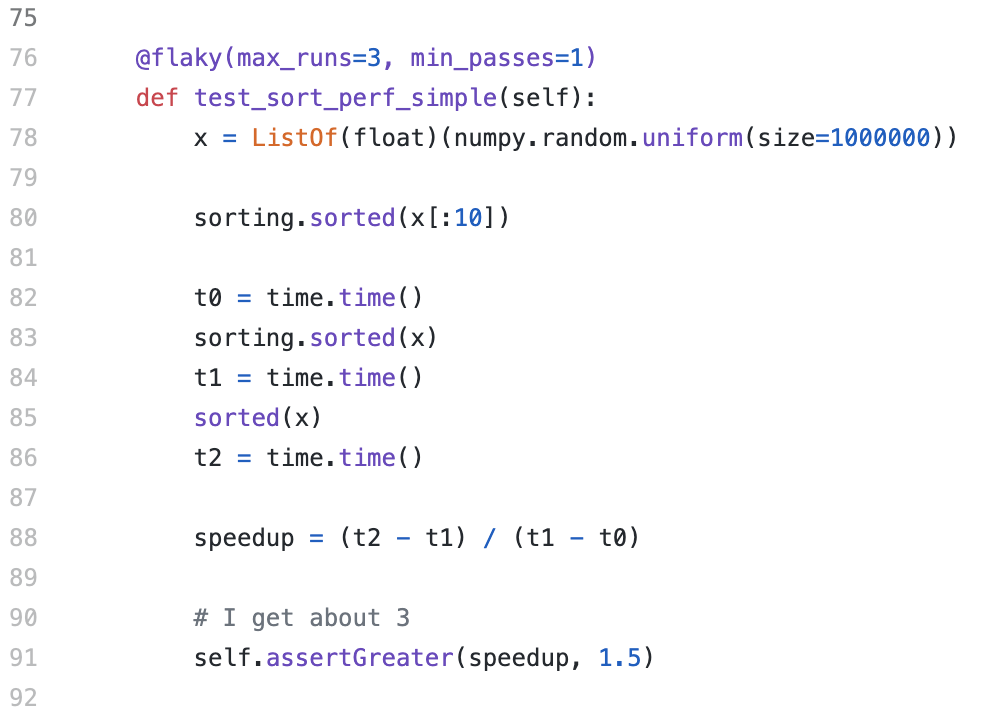 75
76 @flaky(max_runs=3, min_passes=1)
77 def test_sort_perf_simple(self):
78 x = ListOf(float)(numpy.random.uniform(size=1000000))
79
80 sorting.sorted(x[:10])
81
82 t0 = time.time()
83 sorting.sorted(x)
84 t1 = time.time()
85 sorted(x)
86 t2 = time.time()
87
88 speedup = (t2 - t1) / (t1 - t0)
89
90 # I get about 3
91 self.assertGreater(speedup, 1.5)
92